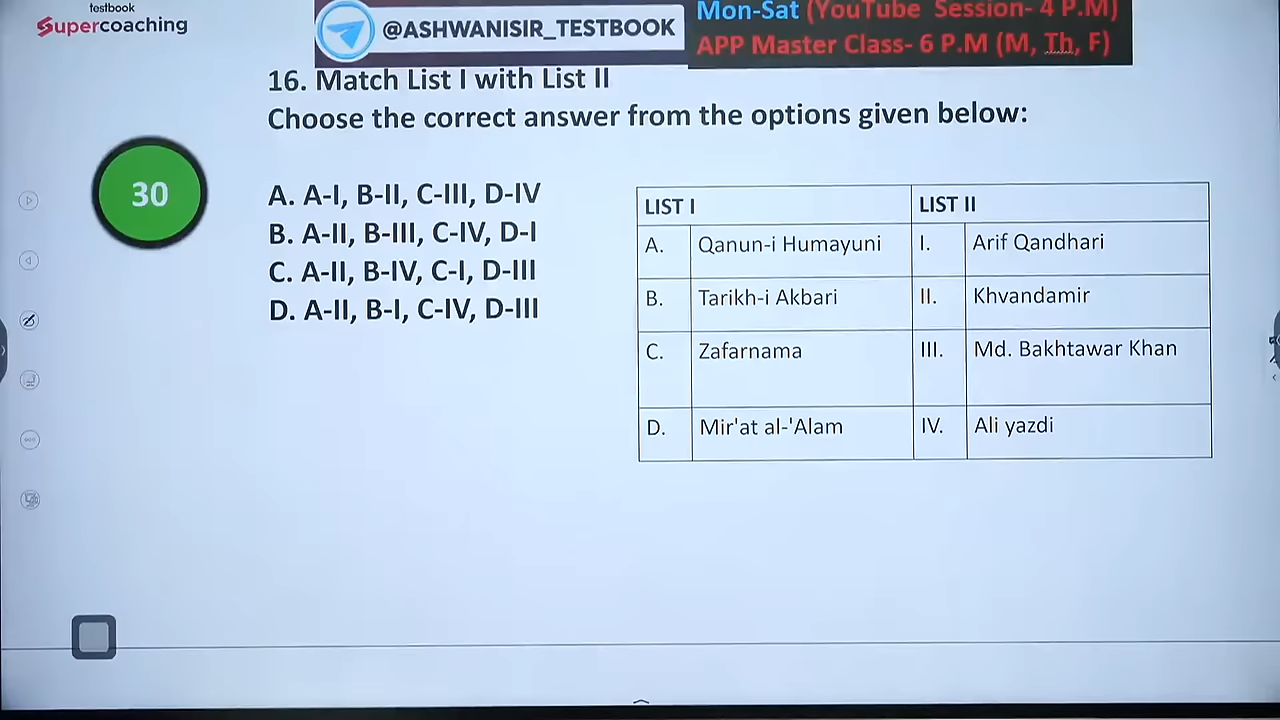 testbook
Supercoaching
@ASHWANISIR_TESTBOOK
Mon-Sat (YouTube Session- 4 P.M)
APP Master Class- 6 P.M (M, Th, F)
16. Match List I with List II
Choose the correct answer from the options given below:
30
A. A-I, B-II, C-III, D-IV
B. A-II, B-III, C-IV, D-I
C. A-II, B-IV, C-I, D-III
D. A-II, B-I, C-IV, D-III
LIST I LIST II
A. Qanun-i Humayuni I. Arif Qandhari
B. Tarikh-i Akbari II. Khvandamir
C. Zafarnama III. Md. Bakhtawar Khan
D. Mir'at al-'Alam IV. Ali yazdi